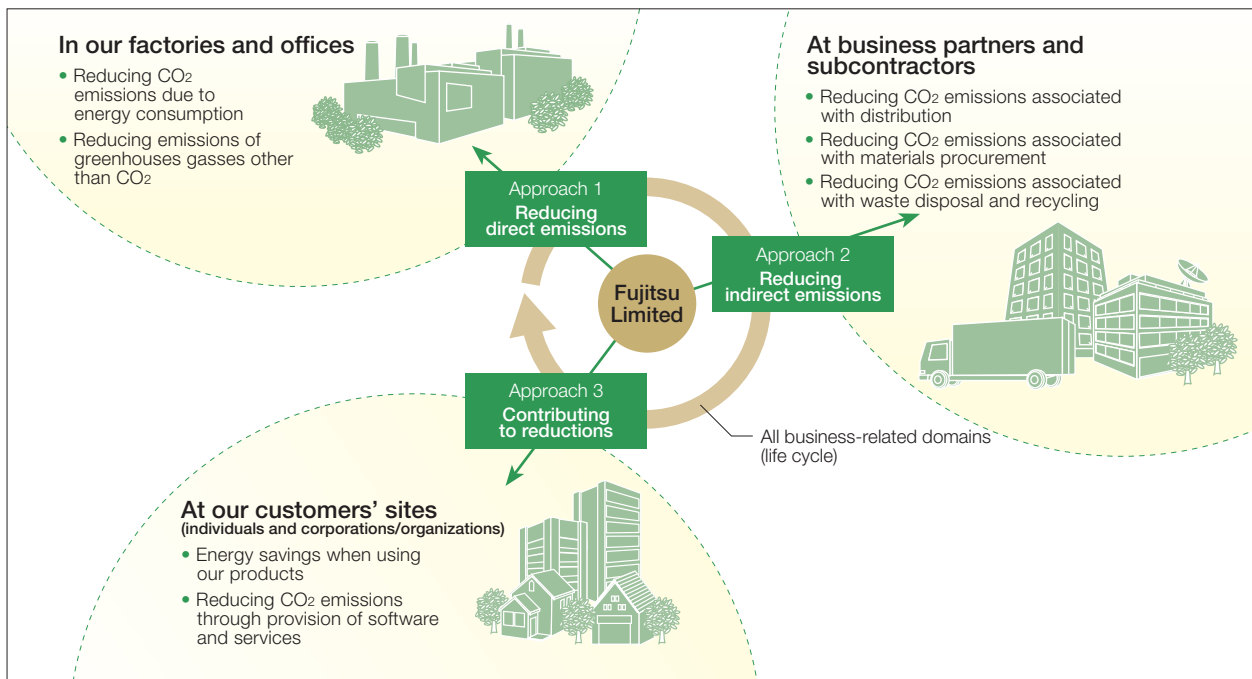 In our factories and offices
• Reducing CO2
emissions due to
energy consumption
• Reducing emissions of
greenhouses gasses other
than CO2
At business partners and
subcontractors
• Reducing CO2 emissions associated
with distribution
• Reducing CO2 emissions associated
with materials procurement
• Reducing CO2 emissions associated
with waste disposal and recycling
Approach 1
Reducing
direct emissions
Approach 2
Reducing
indirect emissions
Fujitsu
Limited
Approach 3
Contributing
to reductions
All business-related domains
(life cycle)
At our customers’ sites
(individuals and corporations/organizations)
• Energy savings when using
our products
• Reducing CO2 emissions
through provision of software
and services